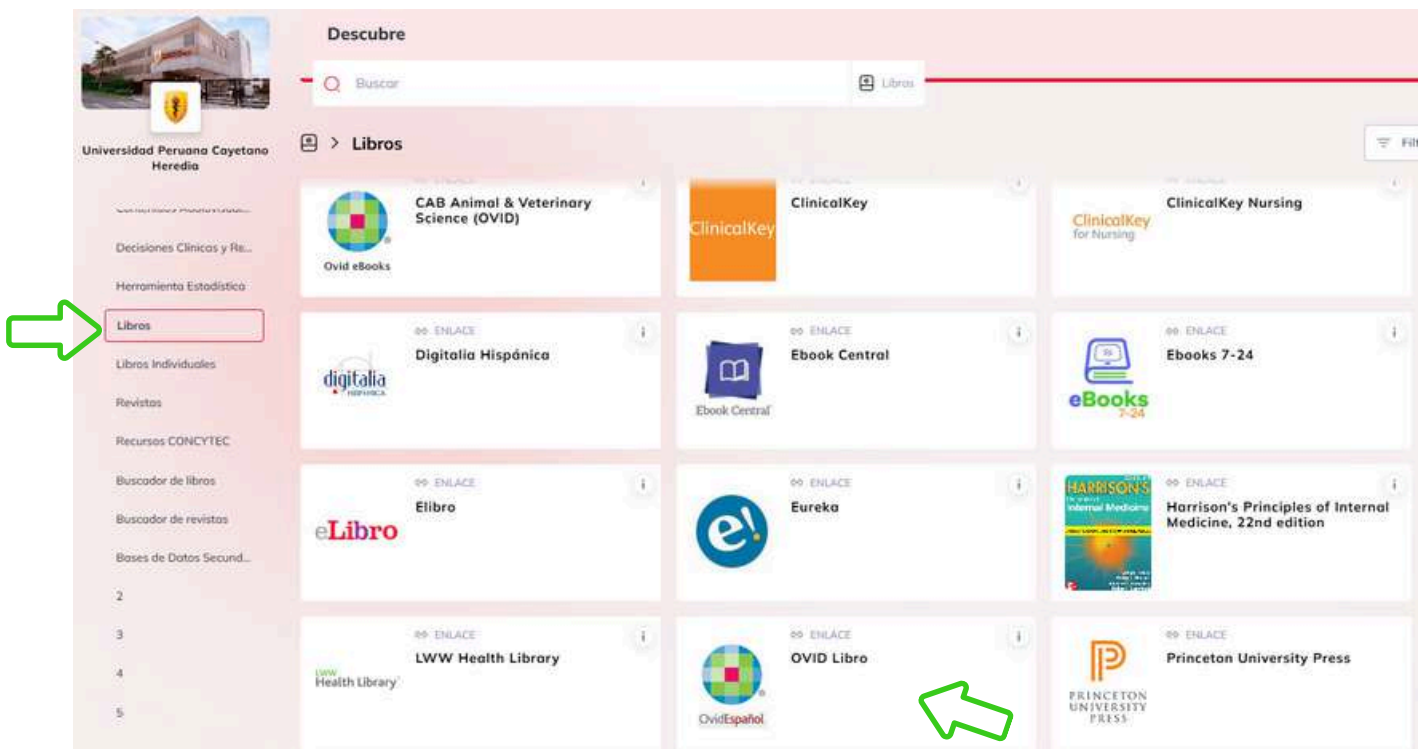 Descubre
Buscar
Libros
Universidad Peruana Cayetano
Heredia
> Libros
Decisiones Clínicas y Re...
Herramienta Estadística
Libros
Libros Individuales
Revistas
Recursos CONCYTEC
Buscador de libros
Buscador de revistas
Bases de Datos Secund...
2
3
4
5
CAB Animal & Veterinary
Science (OVID)
Ovid eBooks
ClinicalKey
ClinicalKey
ClinicalKey Nursing
ClinicalKey
for Nursing
ENLACE
Digitalia Hispánica
digitalia
HISPÁNICA
ENLACE
Ebook Central
Ebook Central
ENLACE
Ebooks 7-24
eBooks
7-24
ENLACE
Elibro
eLibro
ENLACE
Eureka
e!
ENLACE
Harrison's Principles of Internal
Medicine, 22nd edition
HARRISON'S
Internal Medicine
ENLACE
LWW Health Library
LWW
Health Library
ENLACE
OVID Libro
OvidEspañol
ENLACE
Princeton University Press
PRINCETON
UNIVERSITY
PRESS